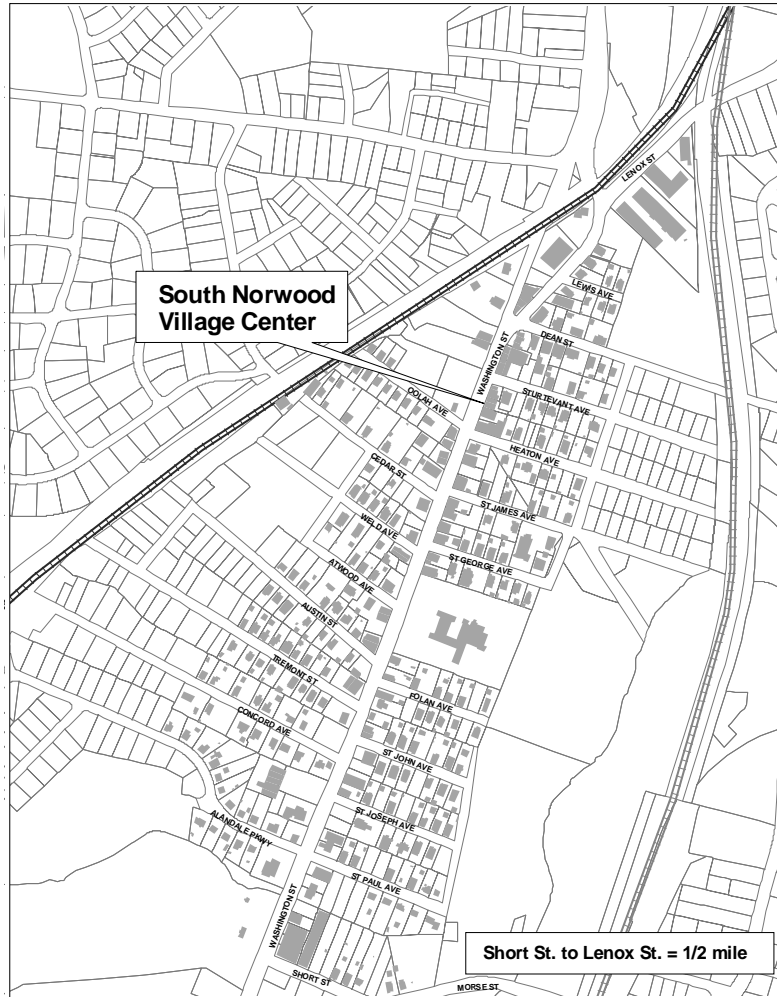 LENOX ST
South Norwood
Village Center
LEWIS AVE
DEAN ST
WASHINGTON ST
STURTEVANT AVE
DOLAH AVE
HEATON AVE
CEDAR ST
ST JAMES AVE
WELD AVE
ST GEORGE AVE
ATWOOD AVE
AUSTIN ST
TREMONT ST
FOLAN AVE
CONCORD AVE
ST JOHN AVE
ST JOSEPH AVE
ALANDALE PKWY
ST PAUL AVE
WASHINGTON ST
Short St. to Lenox St. = 1/2 mile
SHORT ST
MORSE ST